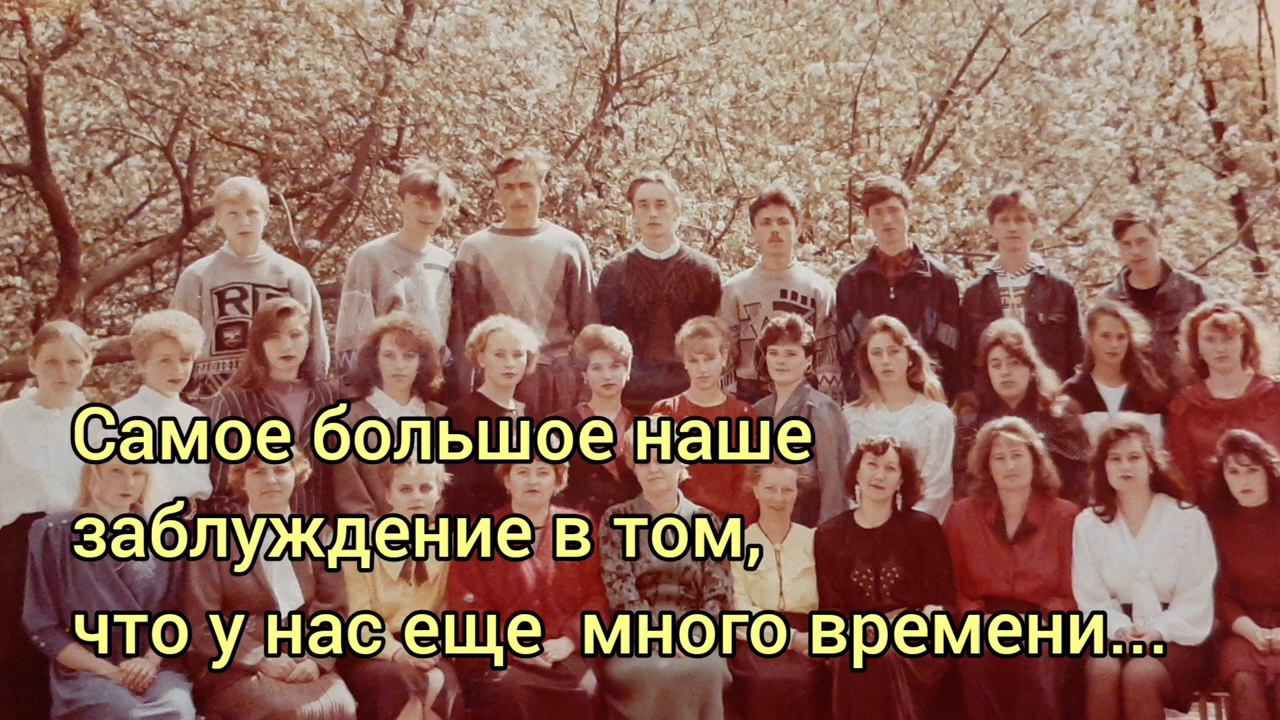 Самое большое наше
заблуждение в том,
что у нас еще  много времени...